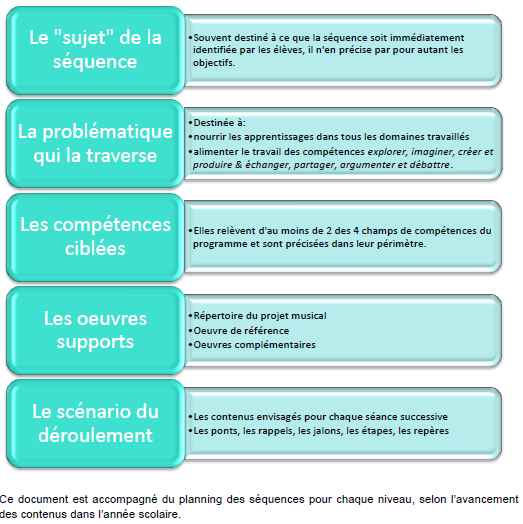 Le "sujet" de la
séquence
•Souvent destiné à ce que la séquence soit immédiatement
identifiée par les élèves, il n'en précise par pour autant les
objectifs.
La problématique
qui la traverse
•Destinée à:
•nourrir les apprentissages dans tous les domaines travaillés
•alimenter le travail des compétences explorer, imaginer, créer et
produire & échanger, partager, argumenter et débattre.
Les compétences
ciblées
•Elles relèvent d'au moins de 2 des 4 champs de compétences du
programme et sont précisées dans leur périmètre.
Les oeuvres
supports
•Répertoire du projet musical
•Oeuvre de référence
•Oeuvres complémentaires
Le scénario du
déroulement
•Les contenus envisagés pour chaque séance successive
•Les ponts, les rappels, les jalons, les étapes, les repères
Ce document est accompagné du planning des séquences pour chaque niveau, selon l'avancement
des contenus dans l'année scolaire.